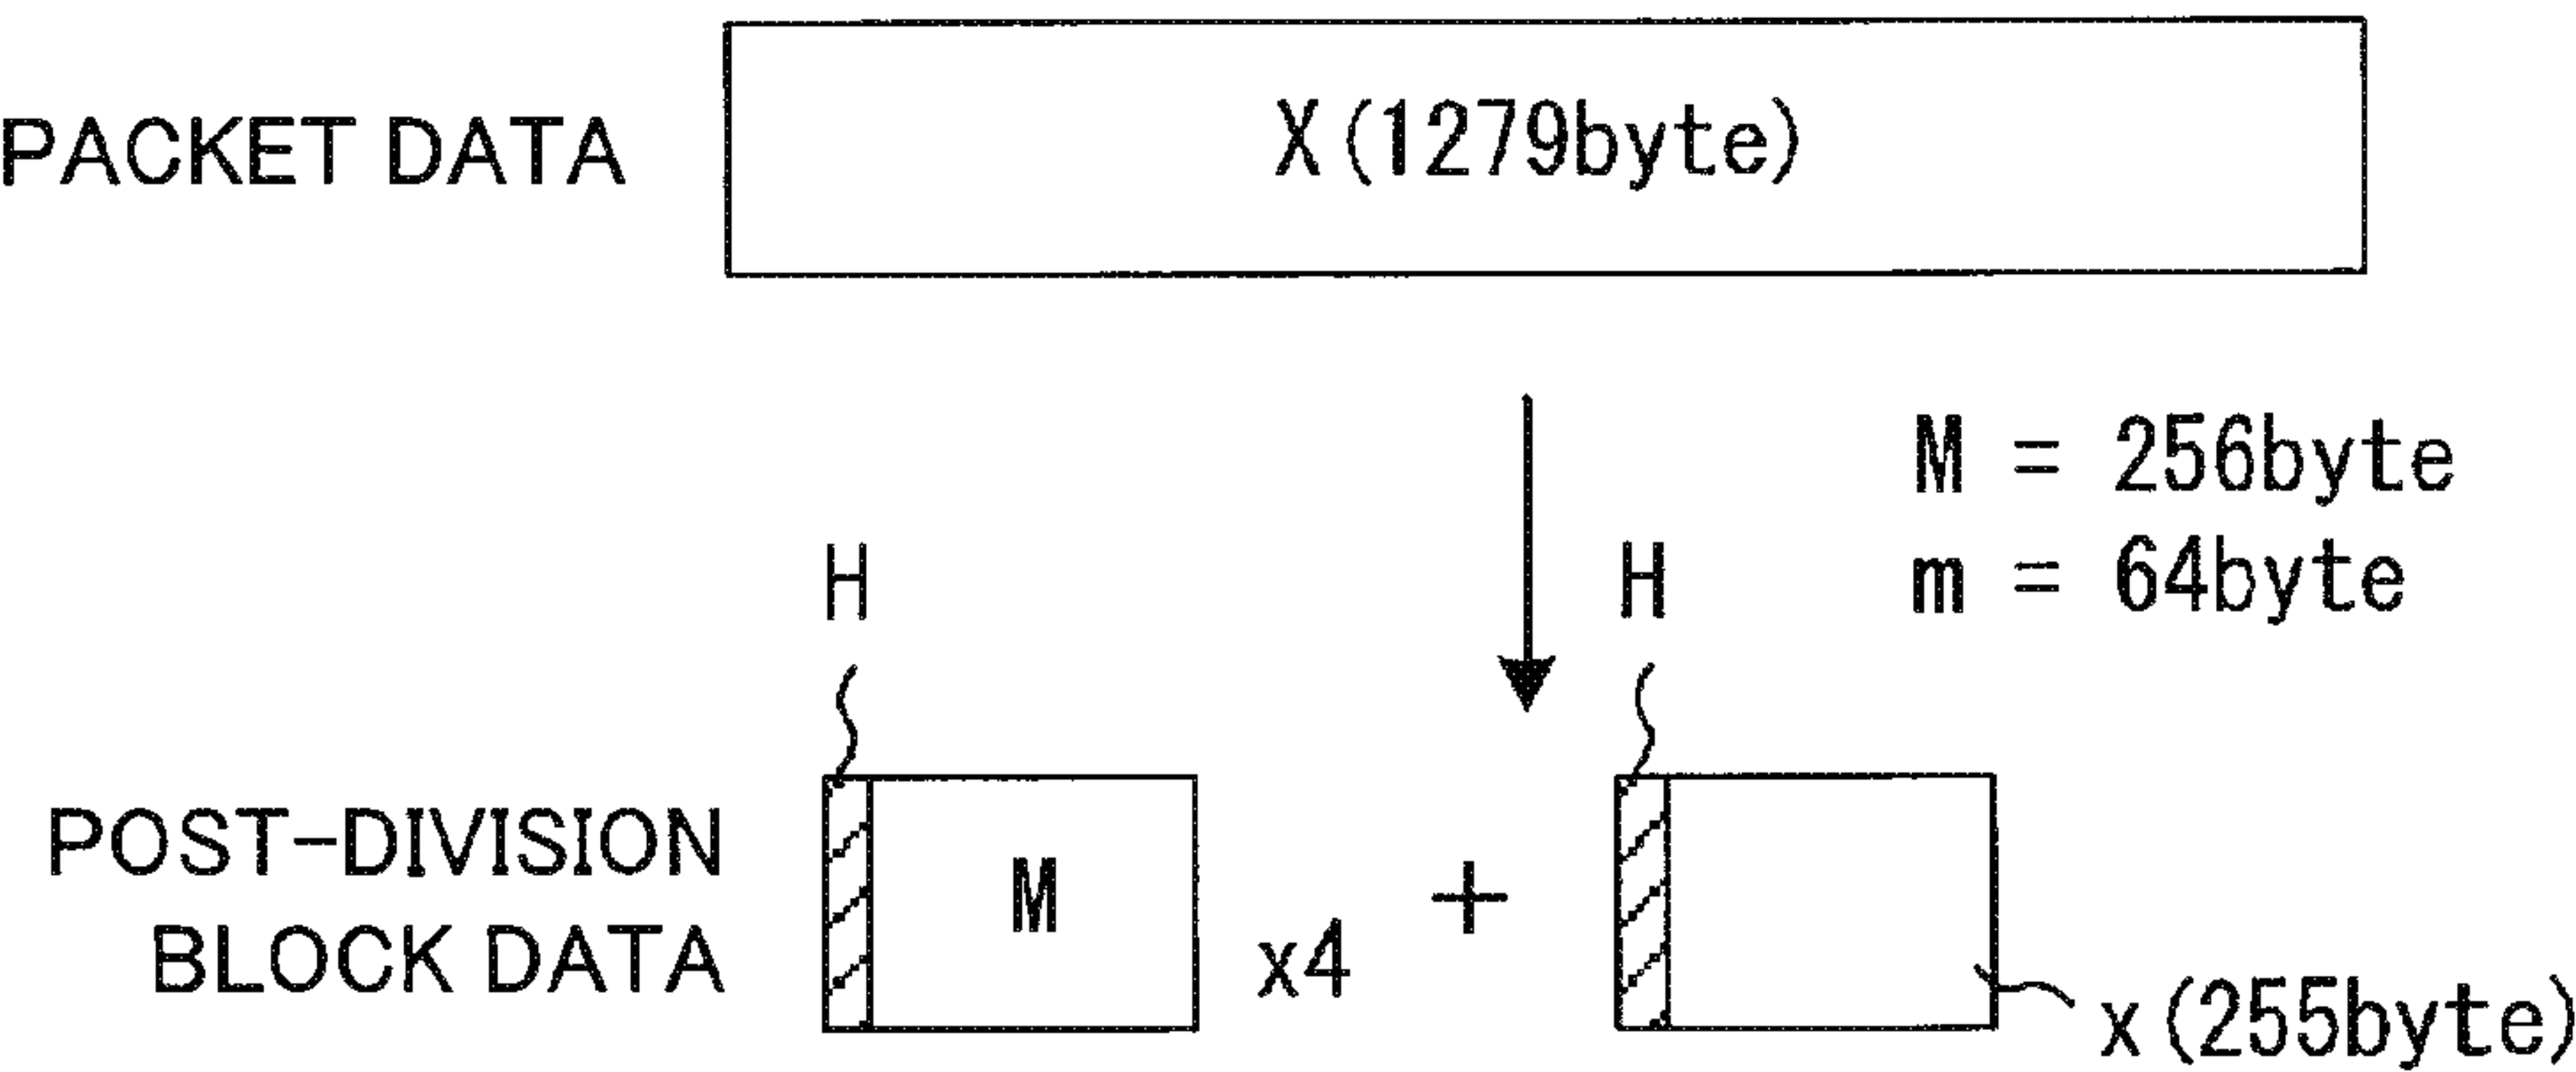 PACKET DATA
X(1279byte)
M = 256byte
m = 64byte
H
H
POST-DIVISION
BLOCK DATA
M
x4
+
x(255byte)